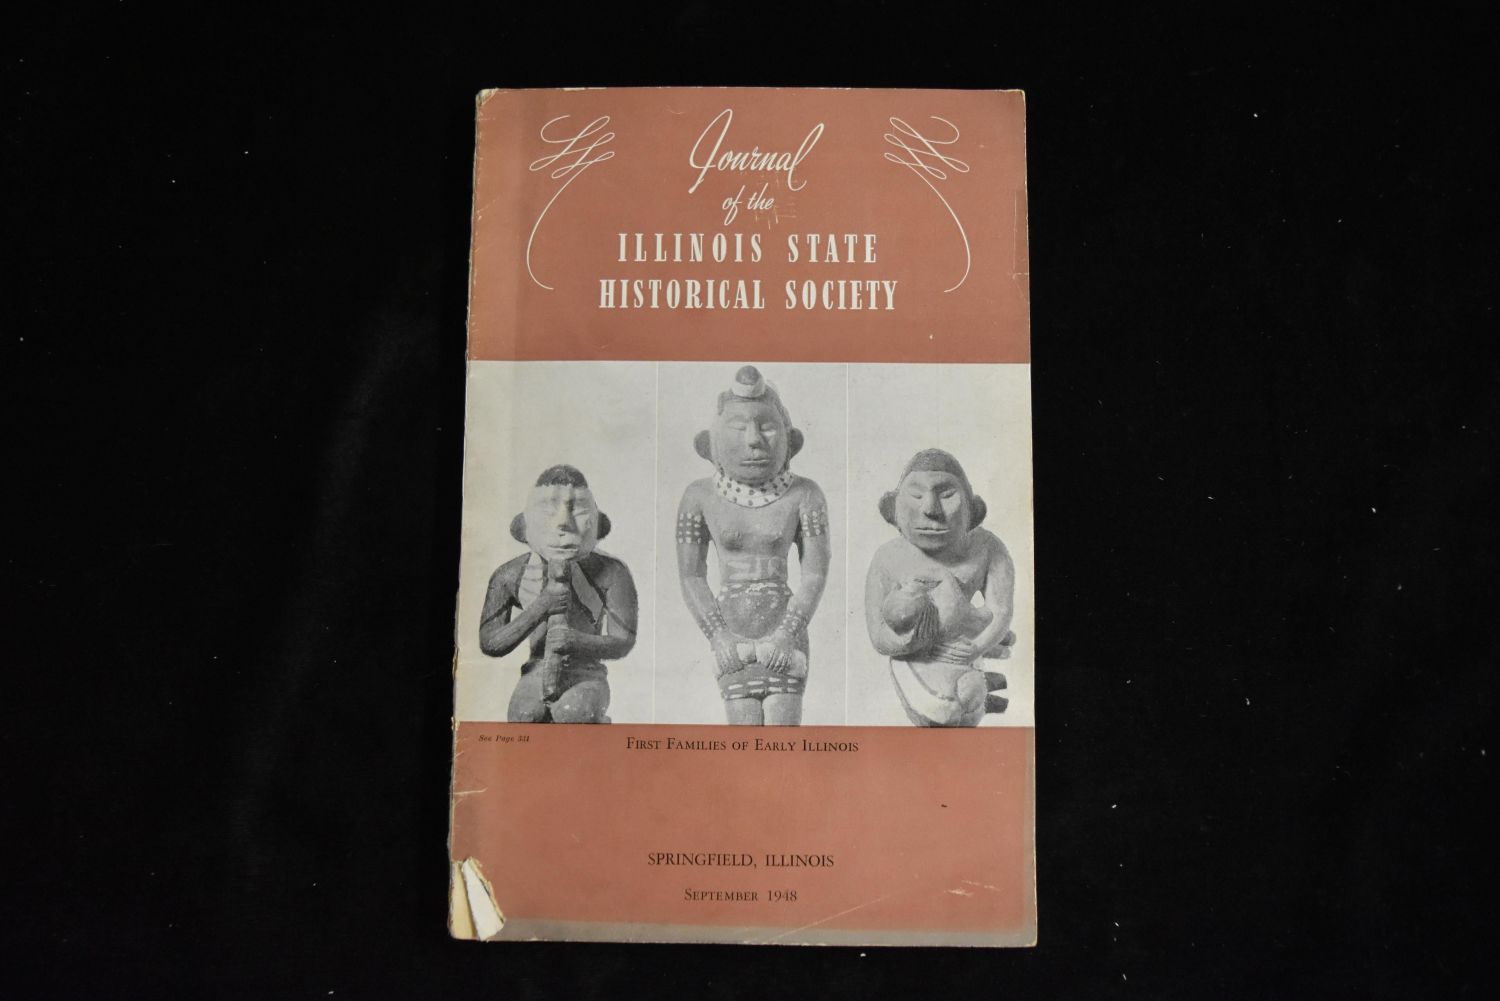 Journal
of the
ILLINOIS STATE
HISTORICAL SOCIETY
See Page 331
FIRST FAMILIES OF EARLY ILLINOIS
SPRINGFIELD, ILLINOIS
SEPTEMBER 1948